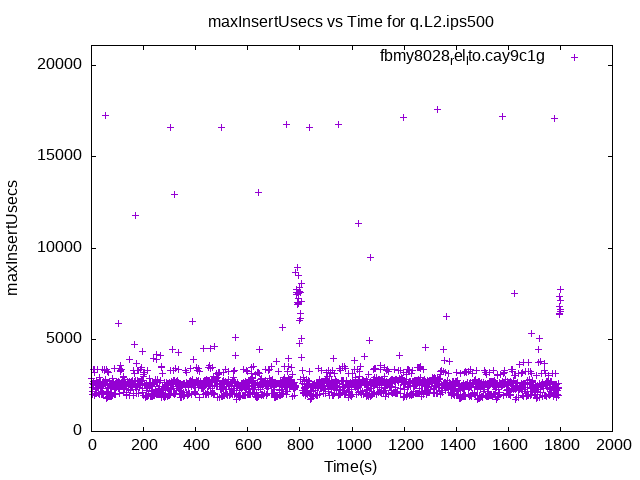 maxInsertUsecs vs Time for q.L2.ips500
fbmy8028_rel_lto.cay9c1g
maxInsertUsecs
20000
15000
10000
5000
0
0 200 400 600 800 1000 1200 1400 1600 1800 2000
Time(s)